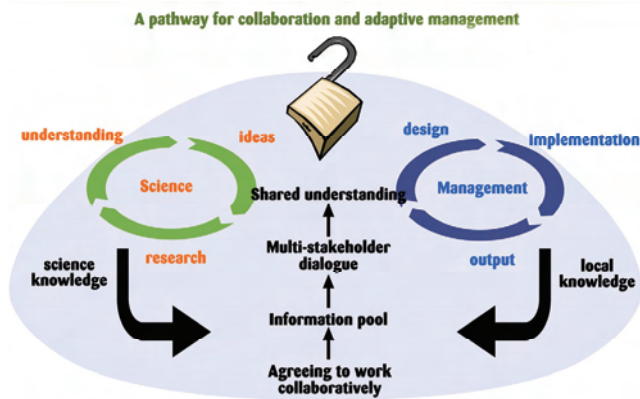 A pathway for collaboration and adaptive management
understanding
ideas
Science
research
design
implementation
Management
output
Shared understanding
Multi-stakeholder
dialogue
science
knowledge
local
knowledge
Information pool
Agreeing to work
collaboratively